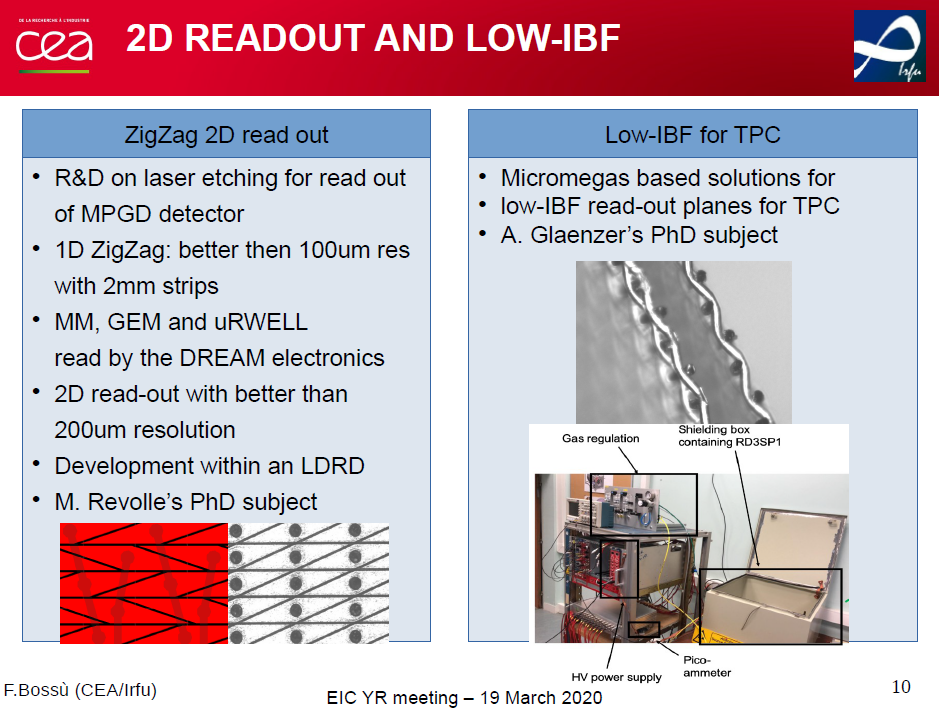 DE LA RECHERCHE À L'INDUSTRIE
cea
2D READOUT AND LOW-IBF
Irfu
ZigZag 2D read out
• R&D on laser etching for read out
of MPGD detector
• 1D ZigZag: better then 100um res
with 2mm strips
• MM, GEM and uRWELL
read by the DREAM electronics
• 2D read-out with better than
200um resolution
• Development within an LDRD
• M. Revolle's PhD subject
Low-IBF for TPC
• Micromegas based solutions for
• low-IBF read-out planes for TPC
• A. Glaenzer's PhD subject
Gas regulation
Shielding box
containing RD3SP1
HV power supply
Pico-
ammeter
F.Bossù (CEA/Irfu)
EIC YR meeting – 19 March 2020
10